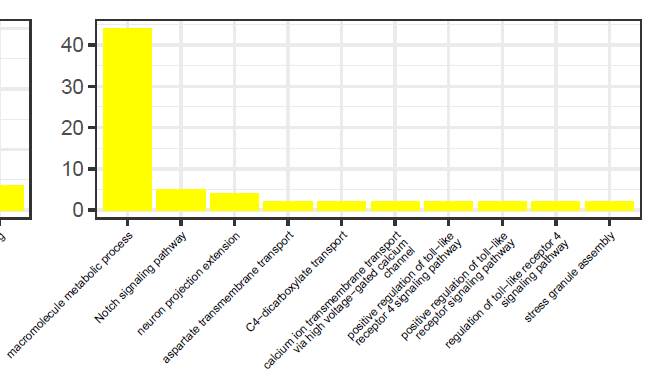 40
30
20
10
0
g
macromolecule metabolic process
Notch signaling pathway
neuron projection extension
aspartate transmembrane transport
C4−dicarboxylate transport
calcium ion transmembrane transport
via high voltage−gated calcium
channel
positive regulation of toll−like
receptor 4 signaling pathway
positive regulation of toll−like
receptor signaling pathway
regulation of toll−like receptor 4
signaling pathway
stress granule assembly